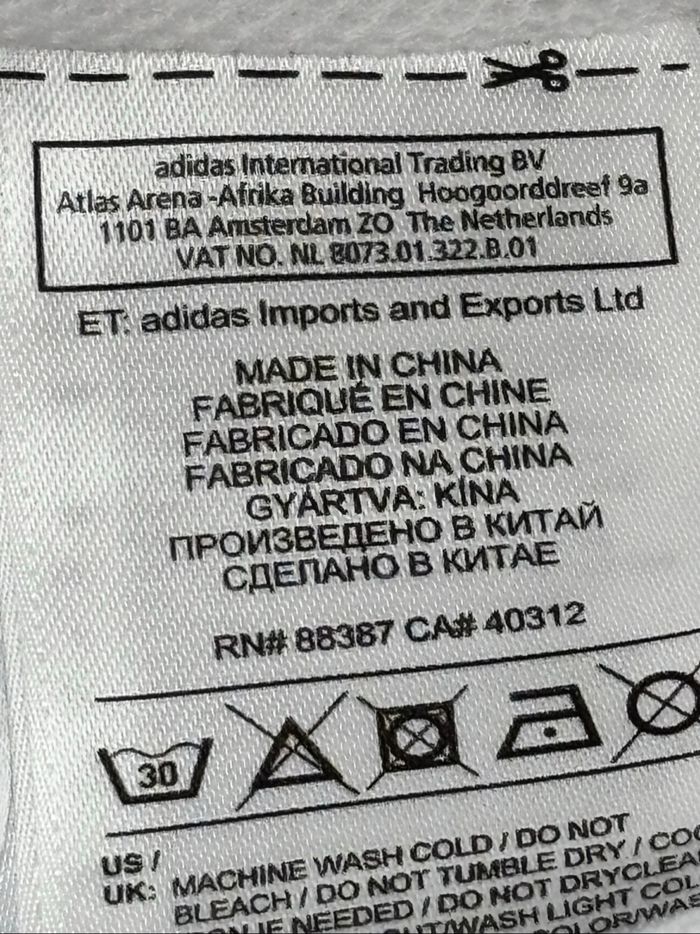 adidas International Trading BV
Atlas Arena-Afrika Building Hoogoorddreef 9a
1101 BA Amsterdam ZO The Netherlands
VAT NO. NL 8073.01.322.B.01
ET: adidas Imports and Exports Ltd
MADE IN CHINA
FABRIQUÉ EN CHINE
FABRICADO EN CHINA
FABRICADO NA CHINA
GYÁRTVA: KÍNA
ПРОИЗВЕДЕНО В КИТАЙ
СДЕЛАНО В КИТАЕ
RN# 88387 CA# 40312
30
US /
UK: MACHINE WASH COLD / DO NOT
BLEACH / DO NOT TUMBLE DRY /
IF NEEDED / DO NOT
WASH LIGHT